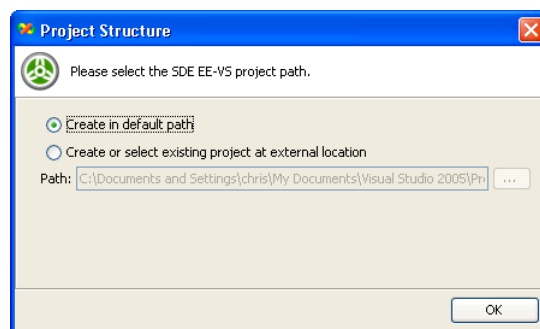 Project Structure
Please select the SDE EE-VS project path.
Create in default path
Create or select existing project at external location
Path: C:\Documents and Settings\chris\My Documents\Visual Studio 2005\Pr
...
OK